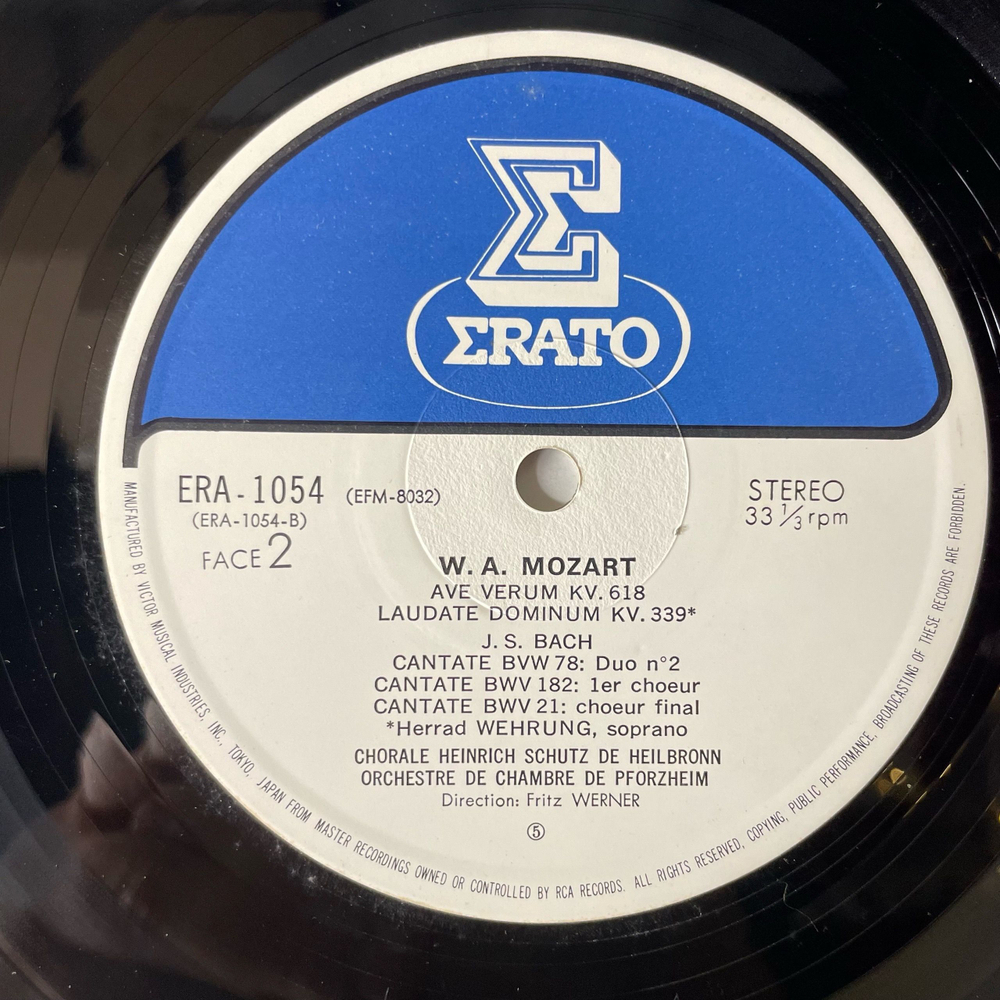 Σ
ΣRATO
ERA-1054 (EFM-8032)
(ERA-1054-B)
FACE 2
STEREO
33 1/3 rpm
W. A. MOZART
AVE VERUM KV. 618
LAUDATE DOMINUM KV. 339*
J. S. BACH
CANTATE BVW 78: Duo n°2
CANTATE BWV 182: 1er choeur
CANTATE BWV 21: choeur final
*Herrad WEHRUNG, soprano
CHORALE HEINRICH SCHUTZ DE HEILBRONN
ORCHESTRE DE CHAMBRE DE PFORZHEIM
Direction: Fritz WERNER
⑤
MANUFACTURED BY VICTOR MUSICAL INDUSTRIES, INC., TOKYO, JAPAN FROM MASTER RECORDINGS OWNED OR CONTROLLED BY RCA RECORDS. ALL RIGHTS RESERVED, COPYING, PUBLIC PERFORMANCE, BROADCASTING OF THESE RECORDS ARE FORBIDDEN.